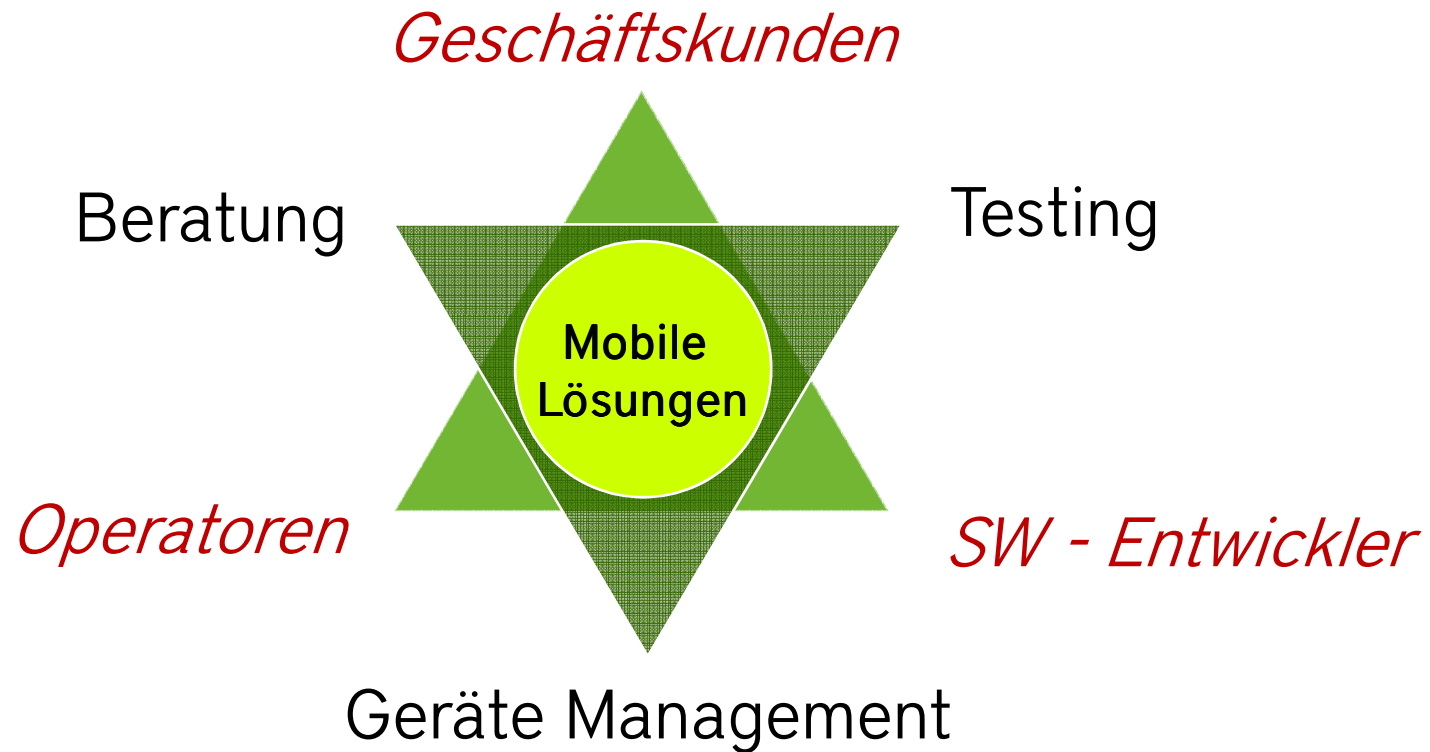 Geschäftskunden
Beratung
Testing
Mobile
Lösungen
Operatoren
SW - Entwickler
Geräte Management